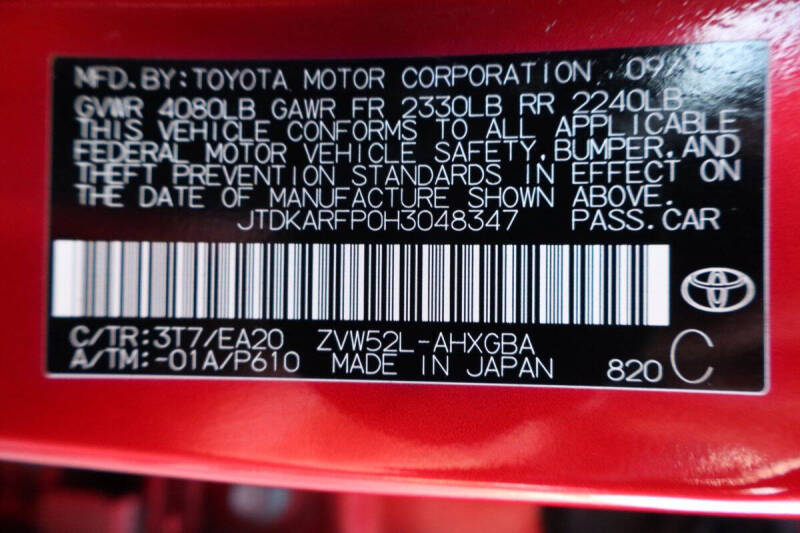 MFD.BY:TOYOTA MOTOR CORPORATION 09/
GVWR 4080LB GAWR FR 2330LB RR 2240LB
THIS VEHICLE CONFORMS TO ALL APPLICABLE
FEDERAL MOTOR VEHICLE SAFETY,BUMPER,AND
THEFT PREVENTION STANDARDS IN EFFECT ON
THE DATE OF MANUFACTURE SHOWN ABOVE.
JTDKARFP0H3048347 PASS.CAR
C/TR:3T7/EA20 ZVW52L-AHXGBA
A/TM:-01A/P610 MADE IN JAPAN 820 C